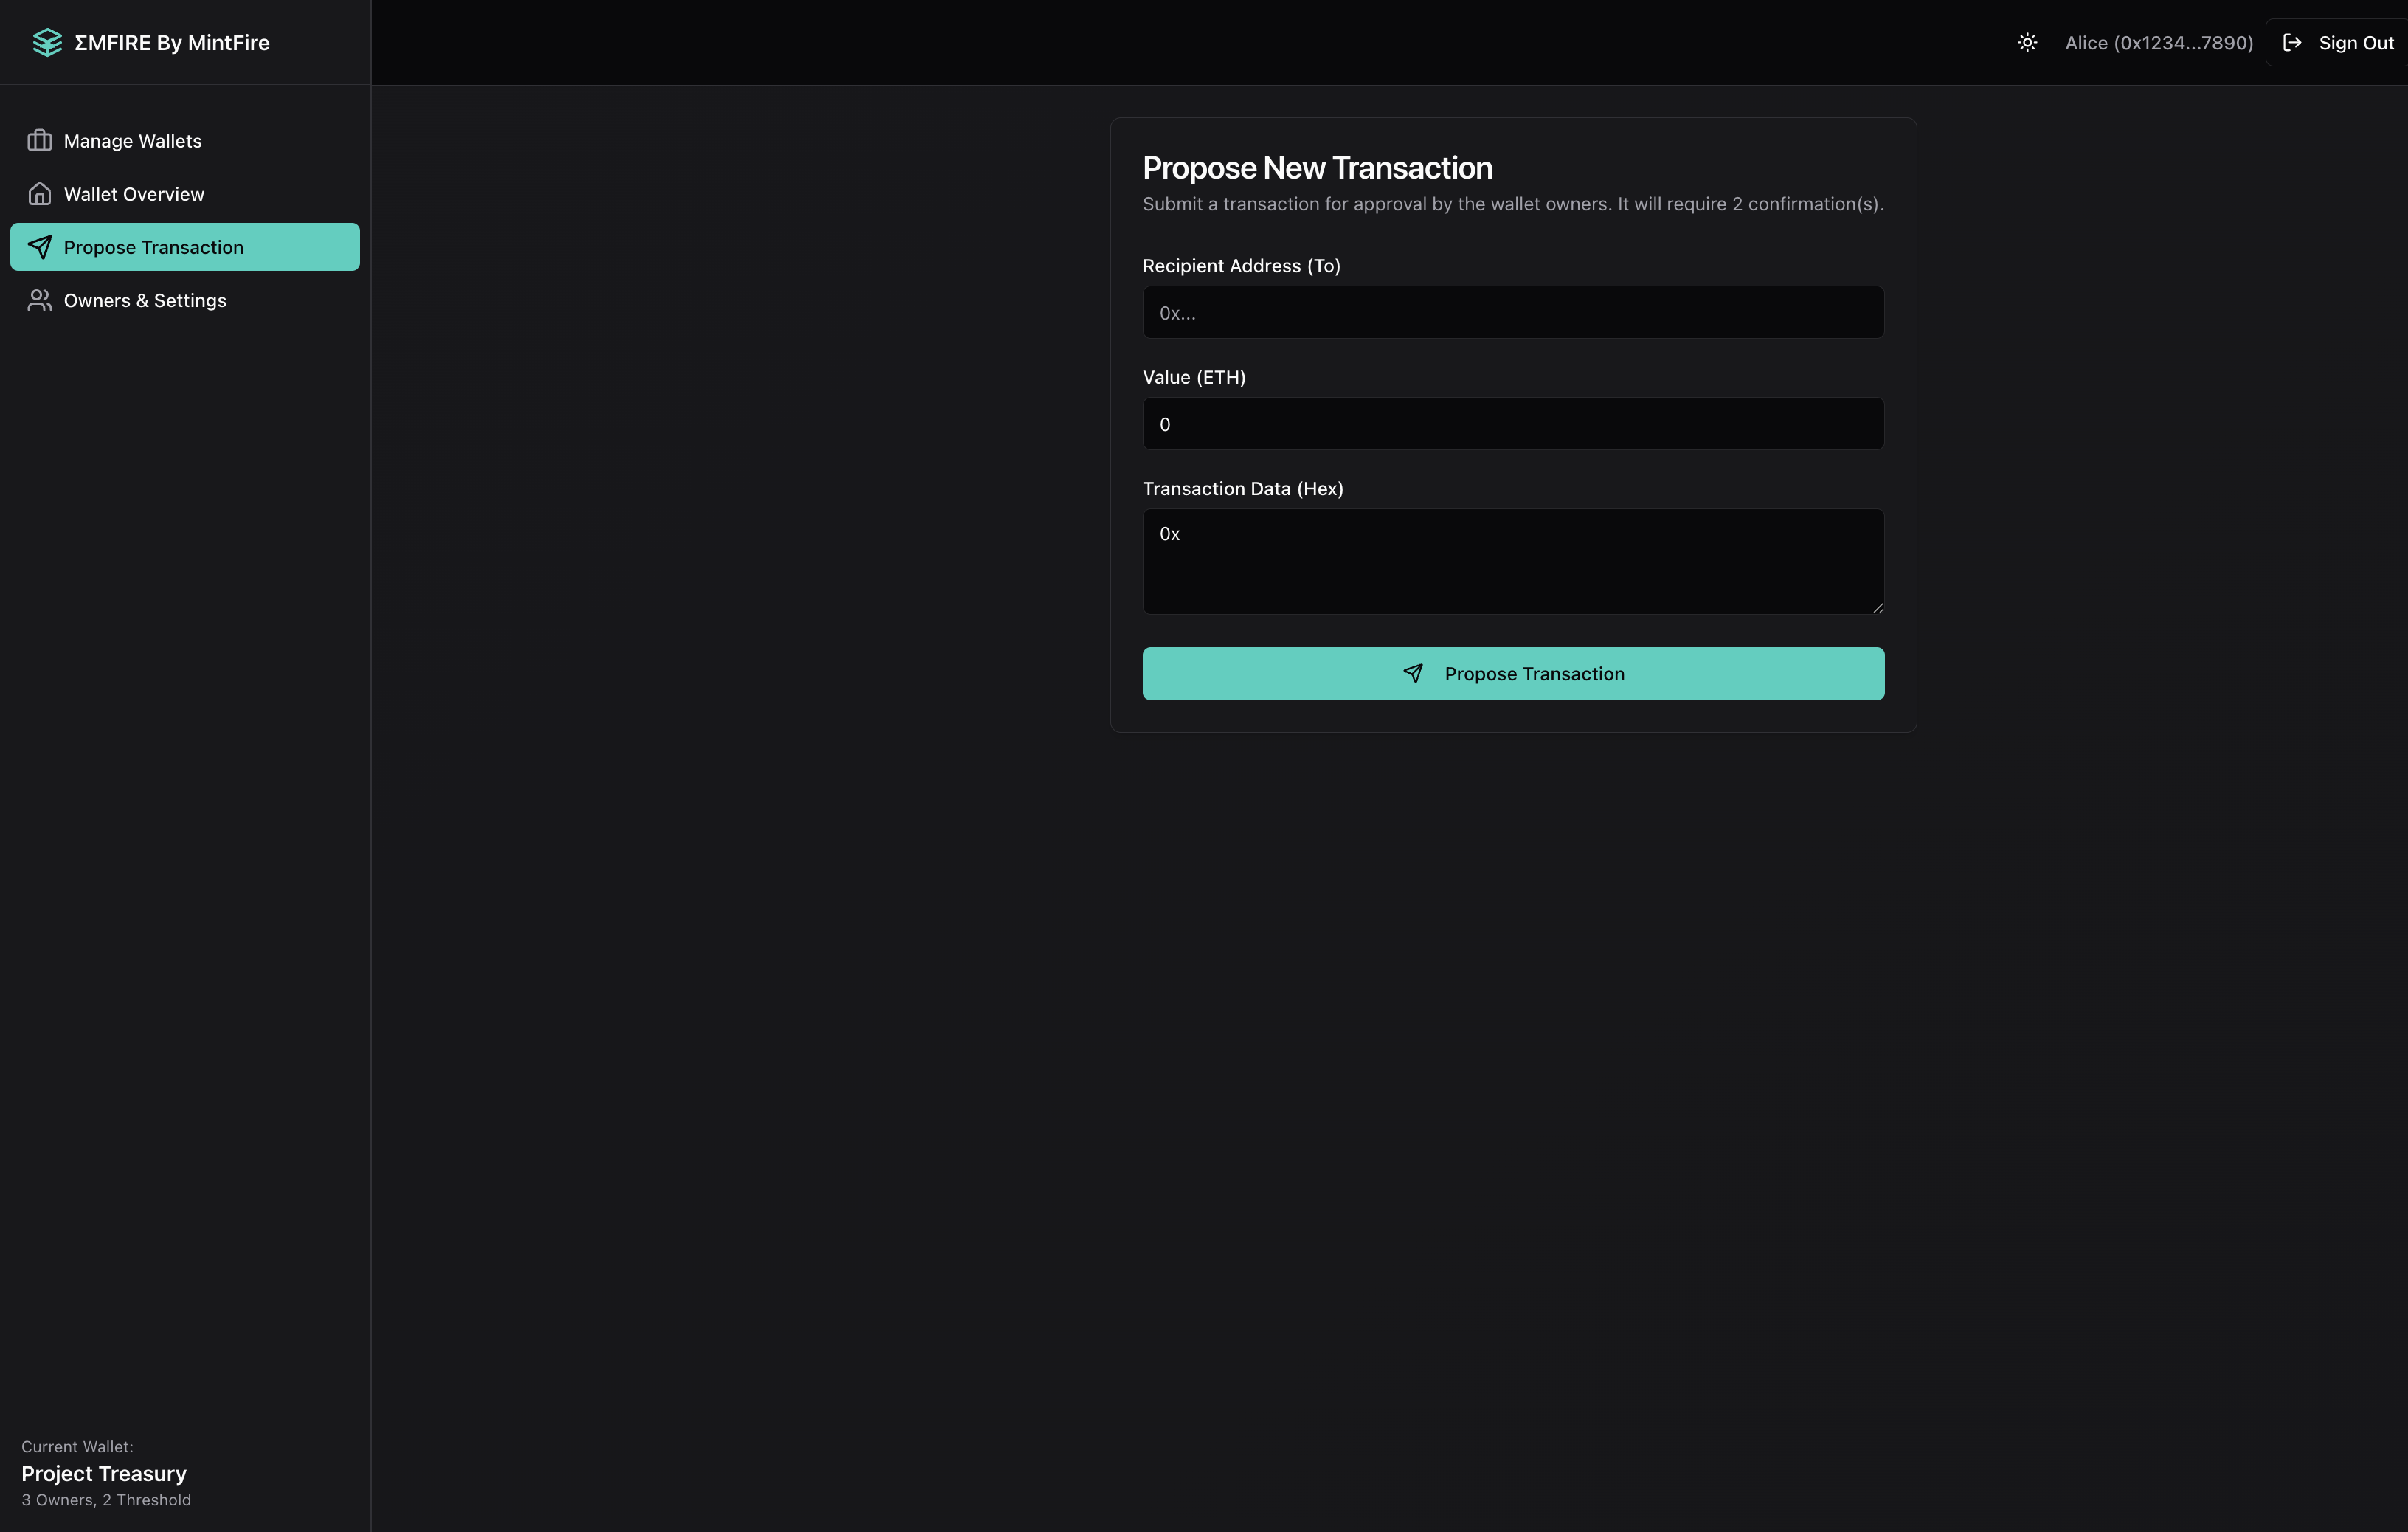 ΣMFIRE By MintFire
Alice (0x1234...7890)
Sign Out
Manage Wallets
Wallet Overview
Propose Transaction
Owners & Settings
Propose New Transaction
Submit a transaction for approval by the wallet owners. It will require 2 confirmation(s).
Recipient Address (To)
0x...
Value (ETH)
0
Transaction Data (Hex)
0x
Propose Transaction
Current Wallet:
Project Treasury
3 Owners, 2 Threshold